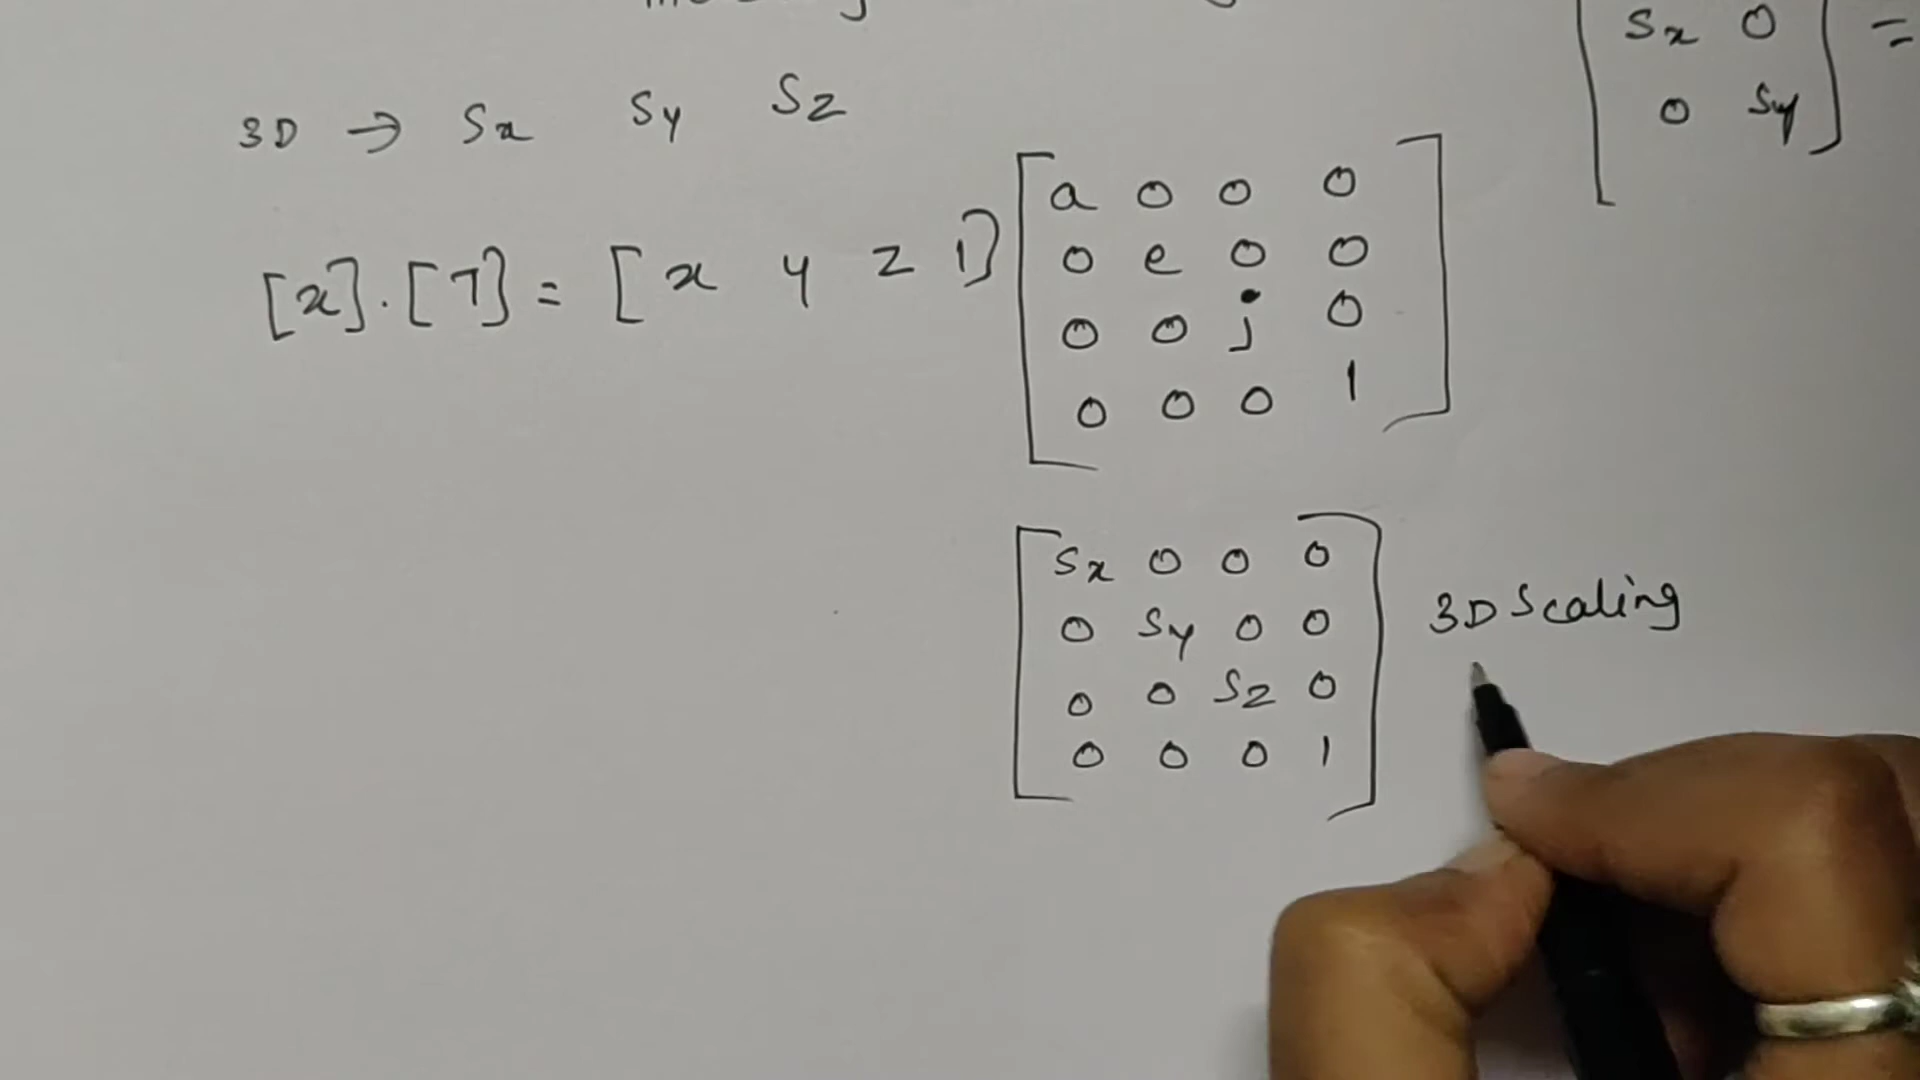 Sx 0
0 Sy =
3D → Sx Sy Sz
[x].[T] = [x y z 1]
a 0 0 0
0 e 0 0
0 0 j 0
0 0 0 1
Sx 0 0 0
0 Sy 0 0
0 0 Sz 0
0 0 0 1
3D Scaling